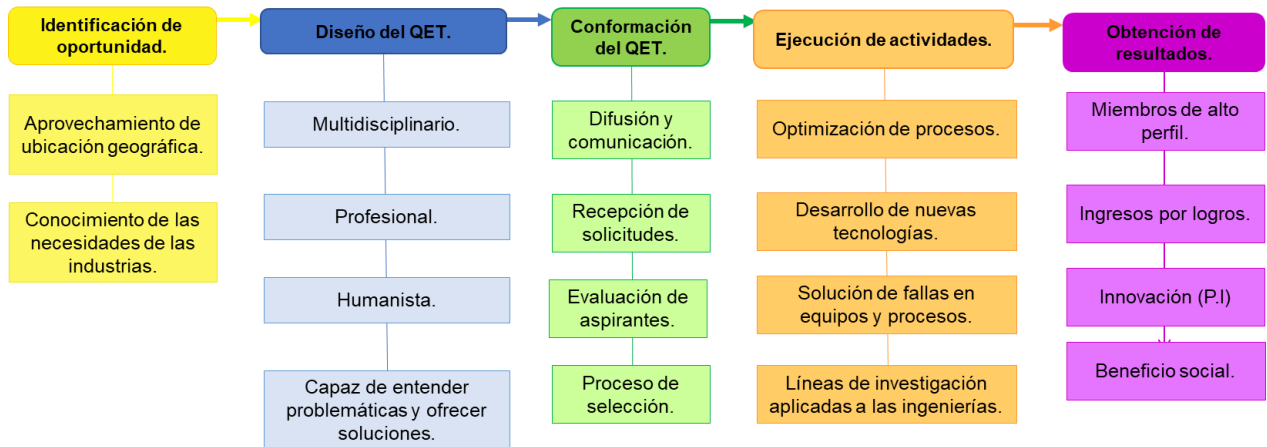 Identificación de
oportunidad.
Aprovechamiento de
ubicación geográfica.
Conocimiento de las
necesidades de las
industrias.
Diseño del QET.
Multidisciplinario.
Profesional.
Humanista.
Capaz de entender
problemáticas y ofrecer
soluciones.
Conformación
del QET.
Difusión y
comunicación.
Recepción de
solicitudes.
Evaluación de
aspirantes.
Proceso de
selección.
Ejecución de actividades.
Optimización de procesos.
Desarrollo de nuevas
tecnologías.
Solución de fallas en
equipos y procesos.
Líneas de investigación
aplicadas a las ingenierías.
Obtención de
resultados.
Miembros de alto
perfil.
Ingresos por logros.
Innovación (P.I)
Beneficio social.